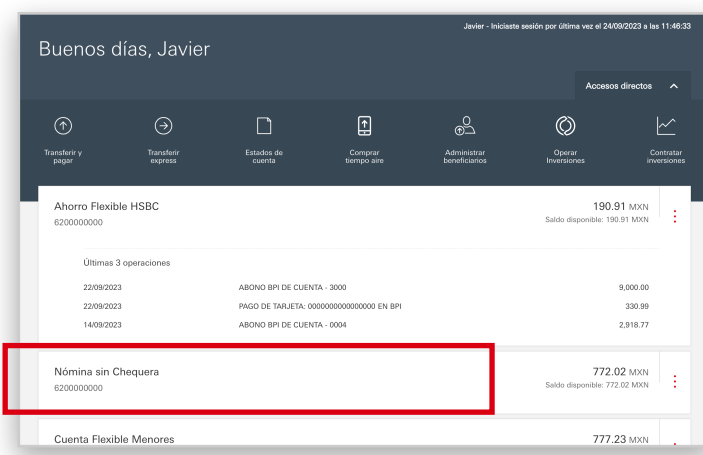 Javier - Iniciaste sesión por última vez el 24/09/2023 a las 11:46:33
Buenos días, Javier
Accesos directos
Transferir y pagar
Transferir express
Estados de cuenta
Comprar tiempo aire
Administrar beneficiarios
Operar Inversiones
Contratar inversiones
Ahorro Flexible HSBC 190.91 MXN
6200000000 Saldo disponible: 190.91 MXN
Últimas 3 operaciones
22/09/2023 ABONO BPI DE CUENTA - 3000 9,000.00
22/09/2023 PAGO DE TARJETA: 0000000000000000 EN BPI 330.99
14/09/2023 ABONO BPI DE CUENTA - 0004 2,918.77
Nómina sin Chequera 772.02 MXN
6200000000 Saldo disponible: 772.02 MXN
Cuenta Flexible Menores 777.23 MXN